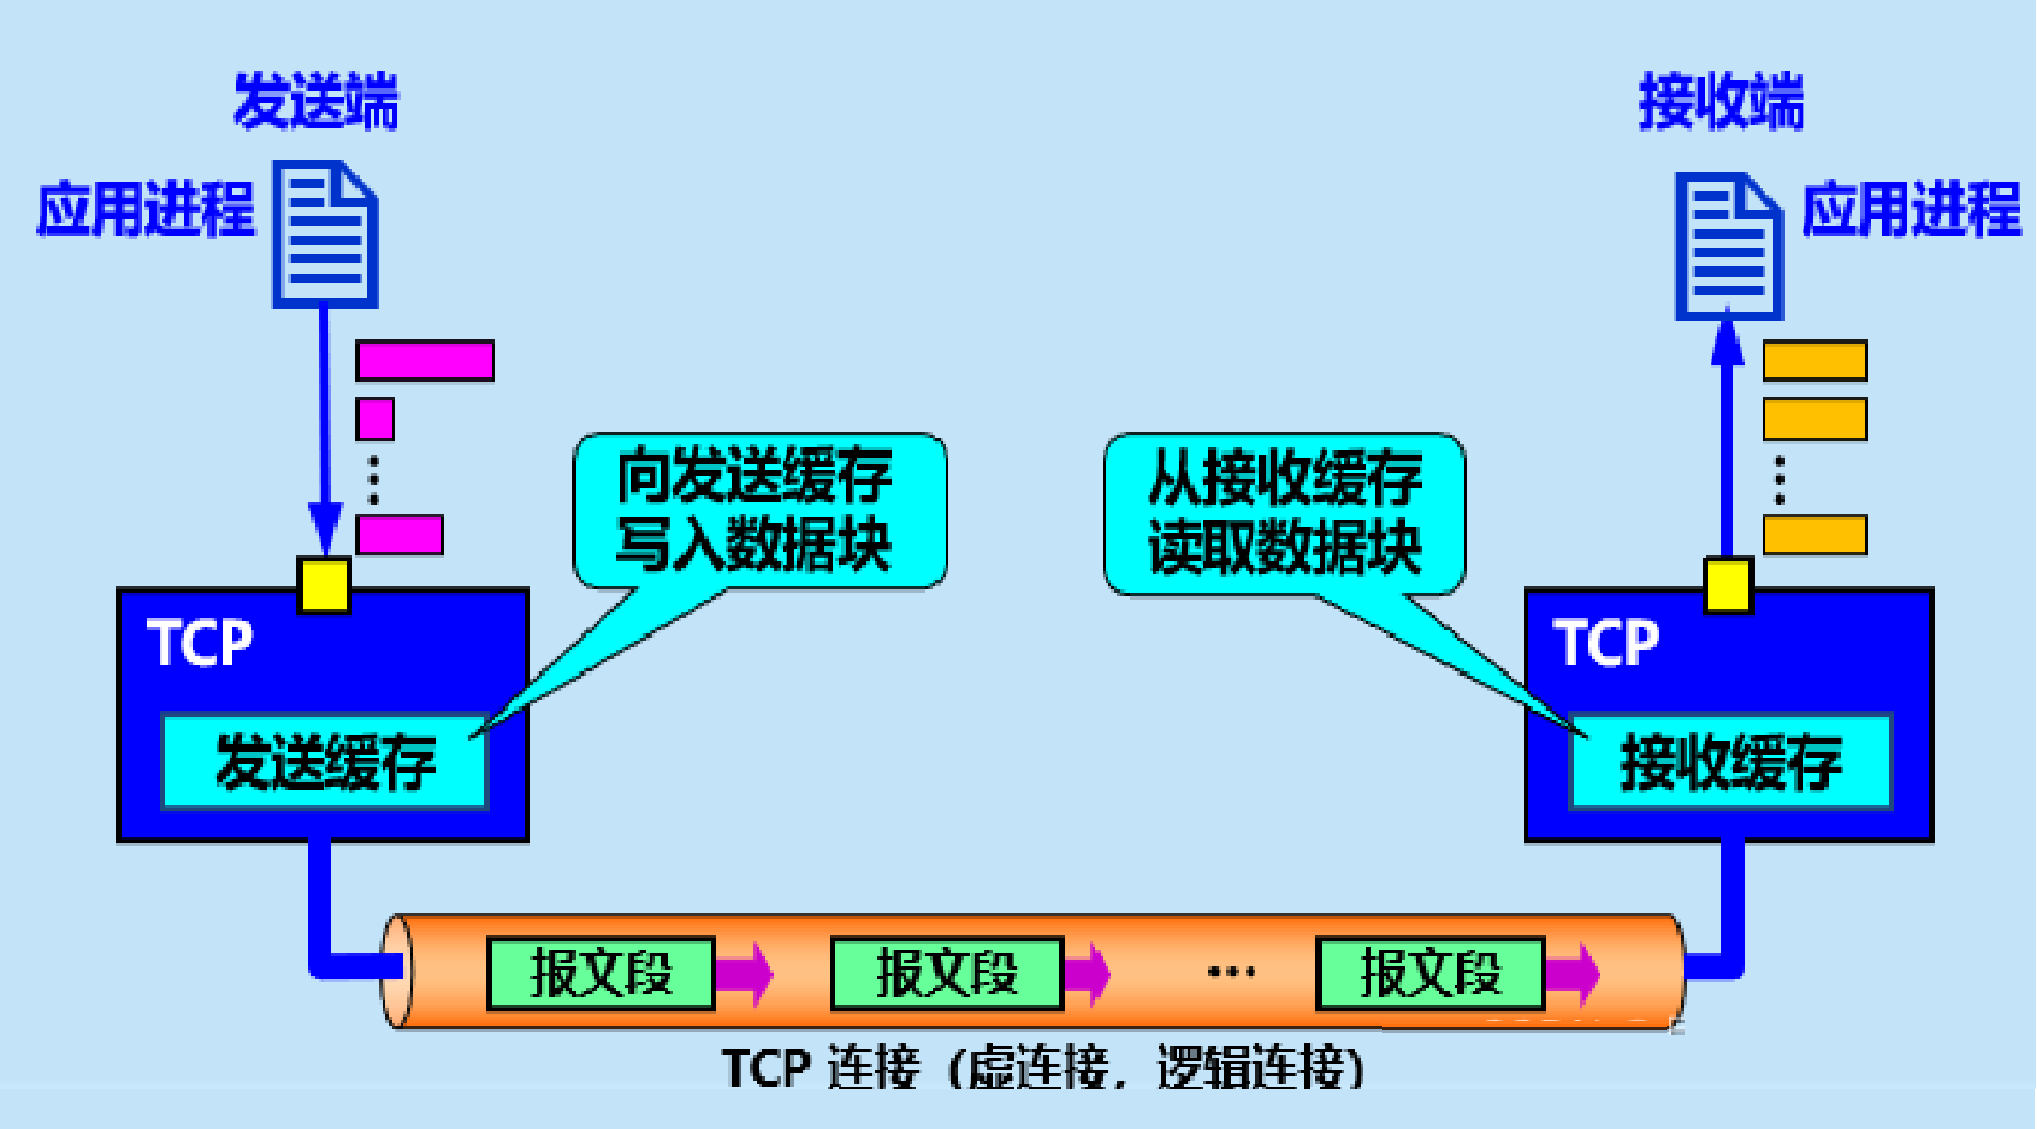 发送端
接收端
应用进程
应用进程
向发送缓存
写入数据块
从接收缓存
读取数据块
TCP
TCP
发送缓存
接收缓存
报文段
报文段
...
报文段
TCP 连接（虚连接，逻辑连接）